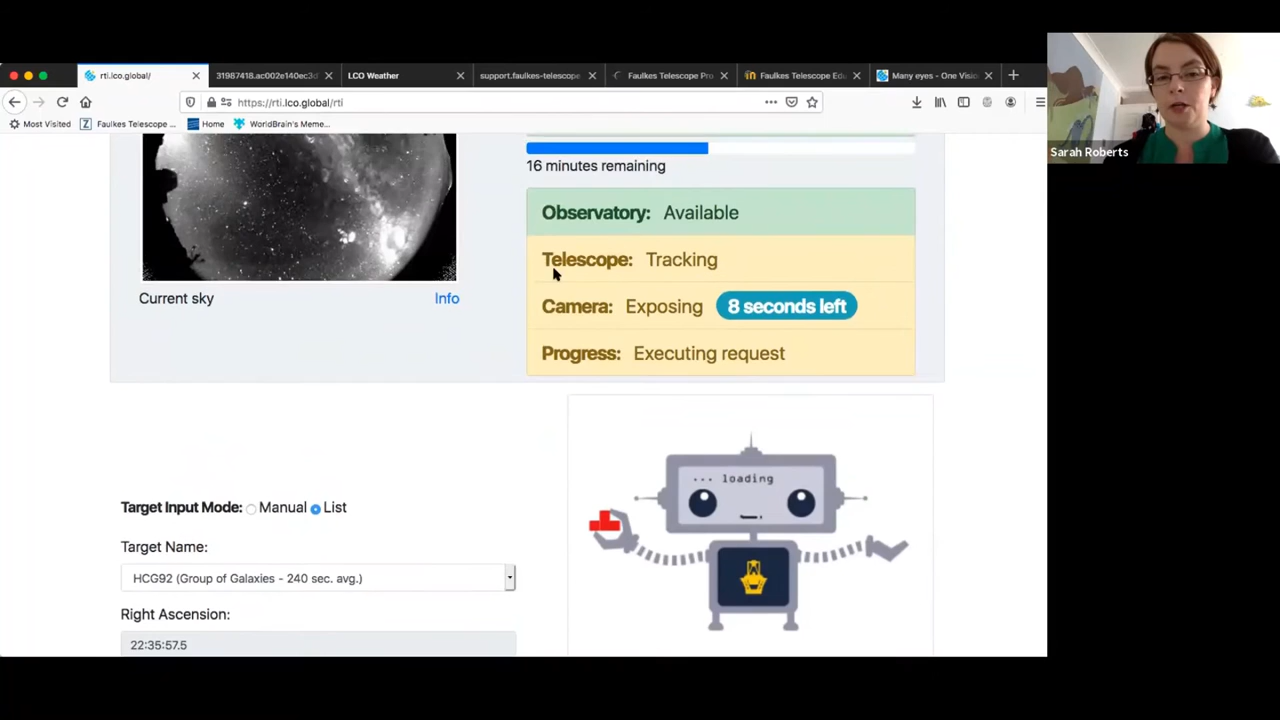 rti.lco.global/
31987418.ac002e140ec3d
LCO Weather
support.faulkes-telescope
Faulkes Telescope Pro
Faulkes Telescope Edu
Many eyes - One Visio
https://rti.lco.global/rti
Most Visited
Faulkes Telescope ...
Home
WorldBrain's Meme...
Sarah Roberts
16 minutes remaining
Observatory: Available
Telescope: Tracking
Camera: Exposing 8 seconds left
Progress: Executing request
Current sky
Info
... loading
Target Input Mode: Manual List
Target Name:
HCG92 (Group of Galaxies - 240 sec. avg.)
Right Ascension:
22:35:57.5